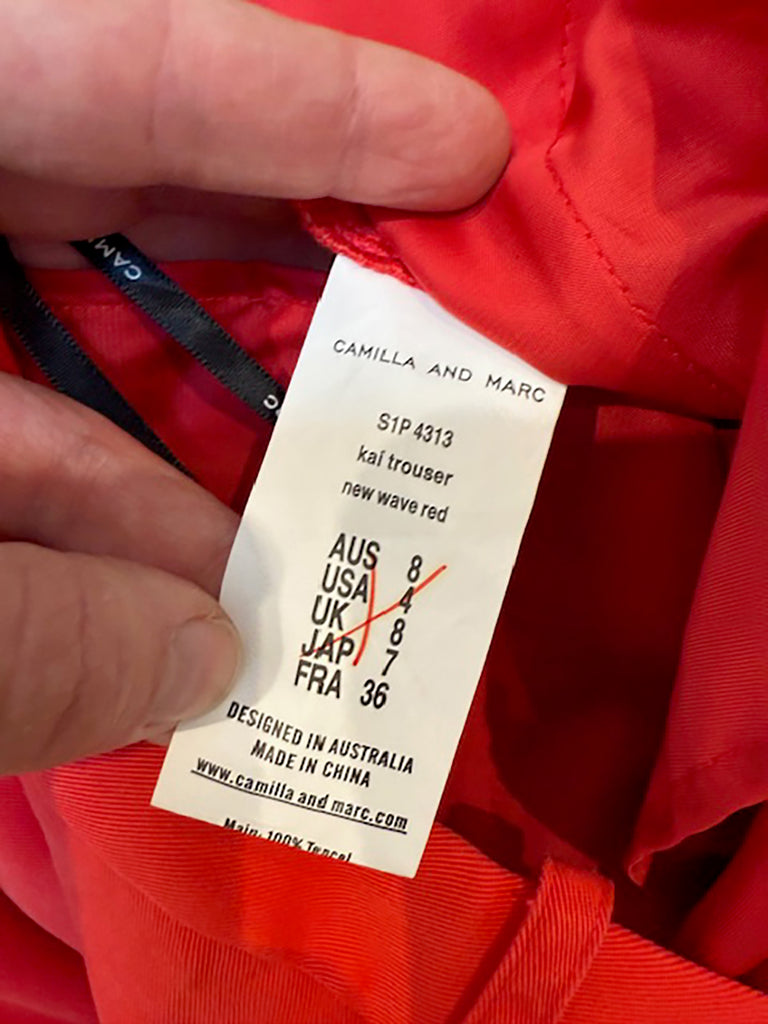 CAMILLA AND MARC
S1P 4313
kai trouser
new wave red
AUS 8
USA 4
UK 8
JAP 7
FRA 36
DESIGNED IN AUSTRALIA
MADE IN CHINA
www.camilla and marc.com
Main: 100% Tencel
CAM